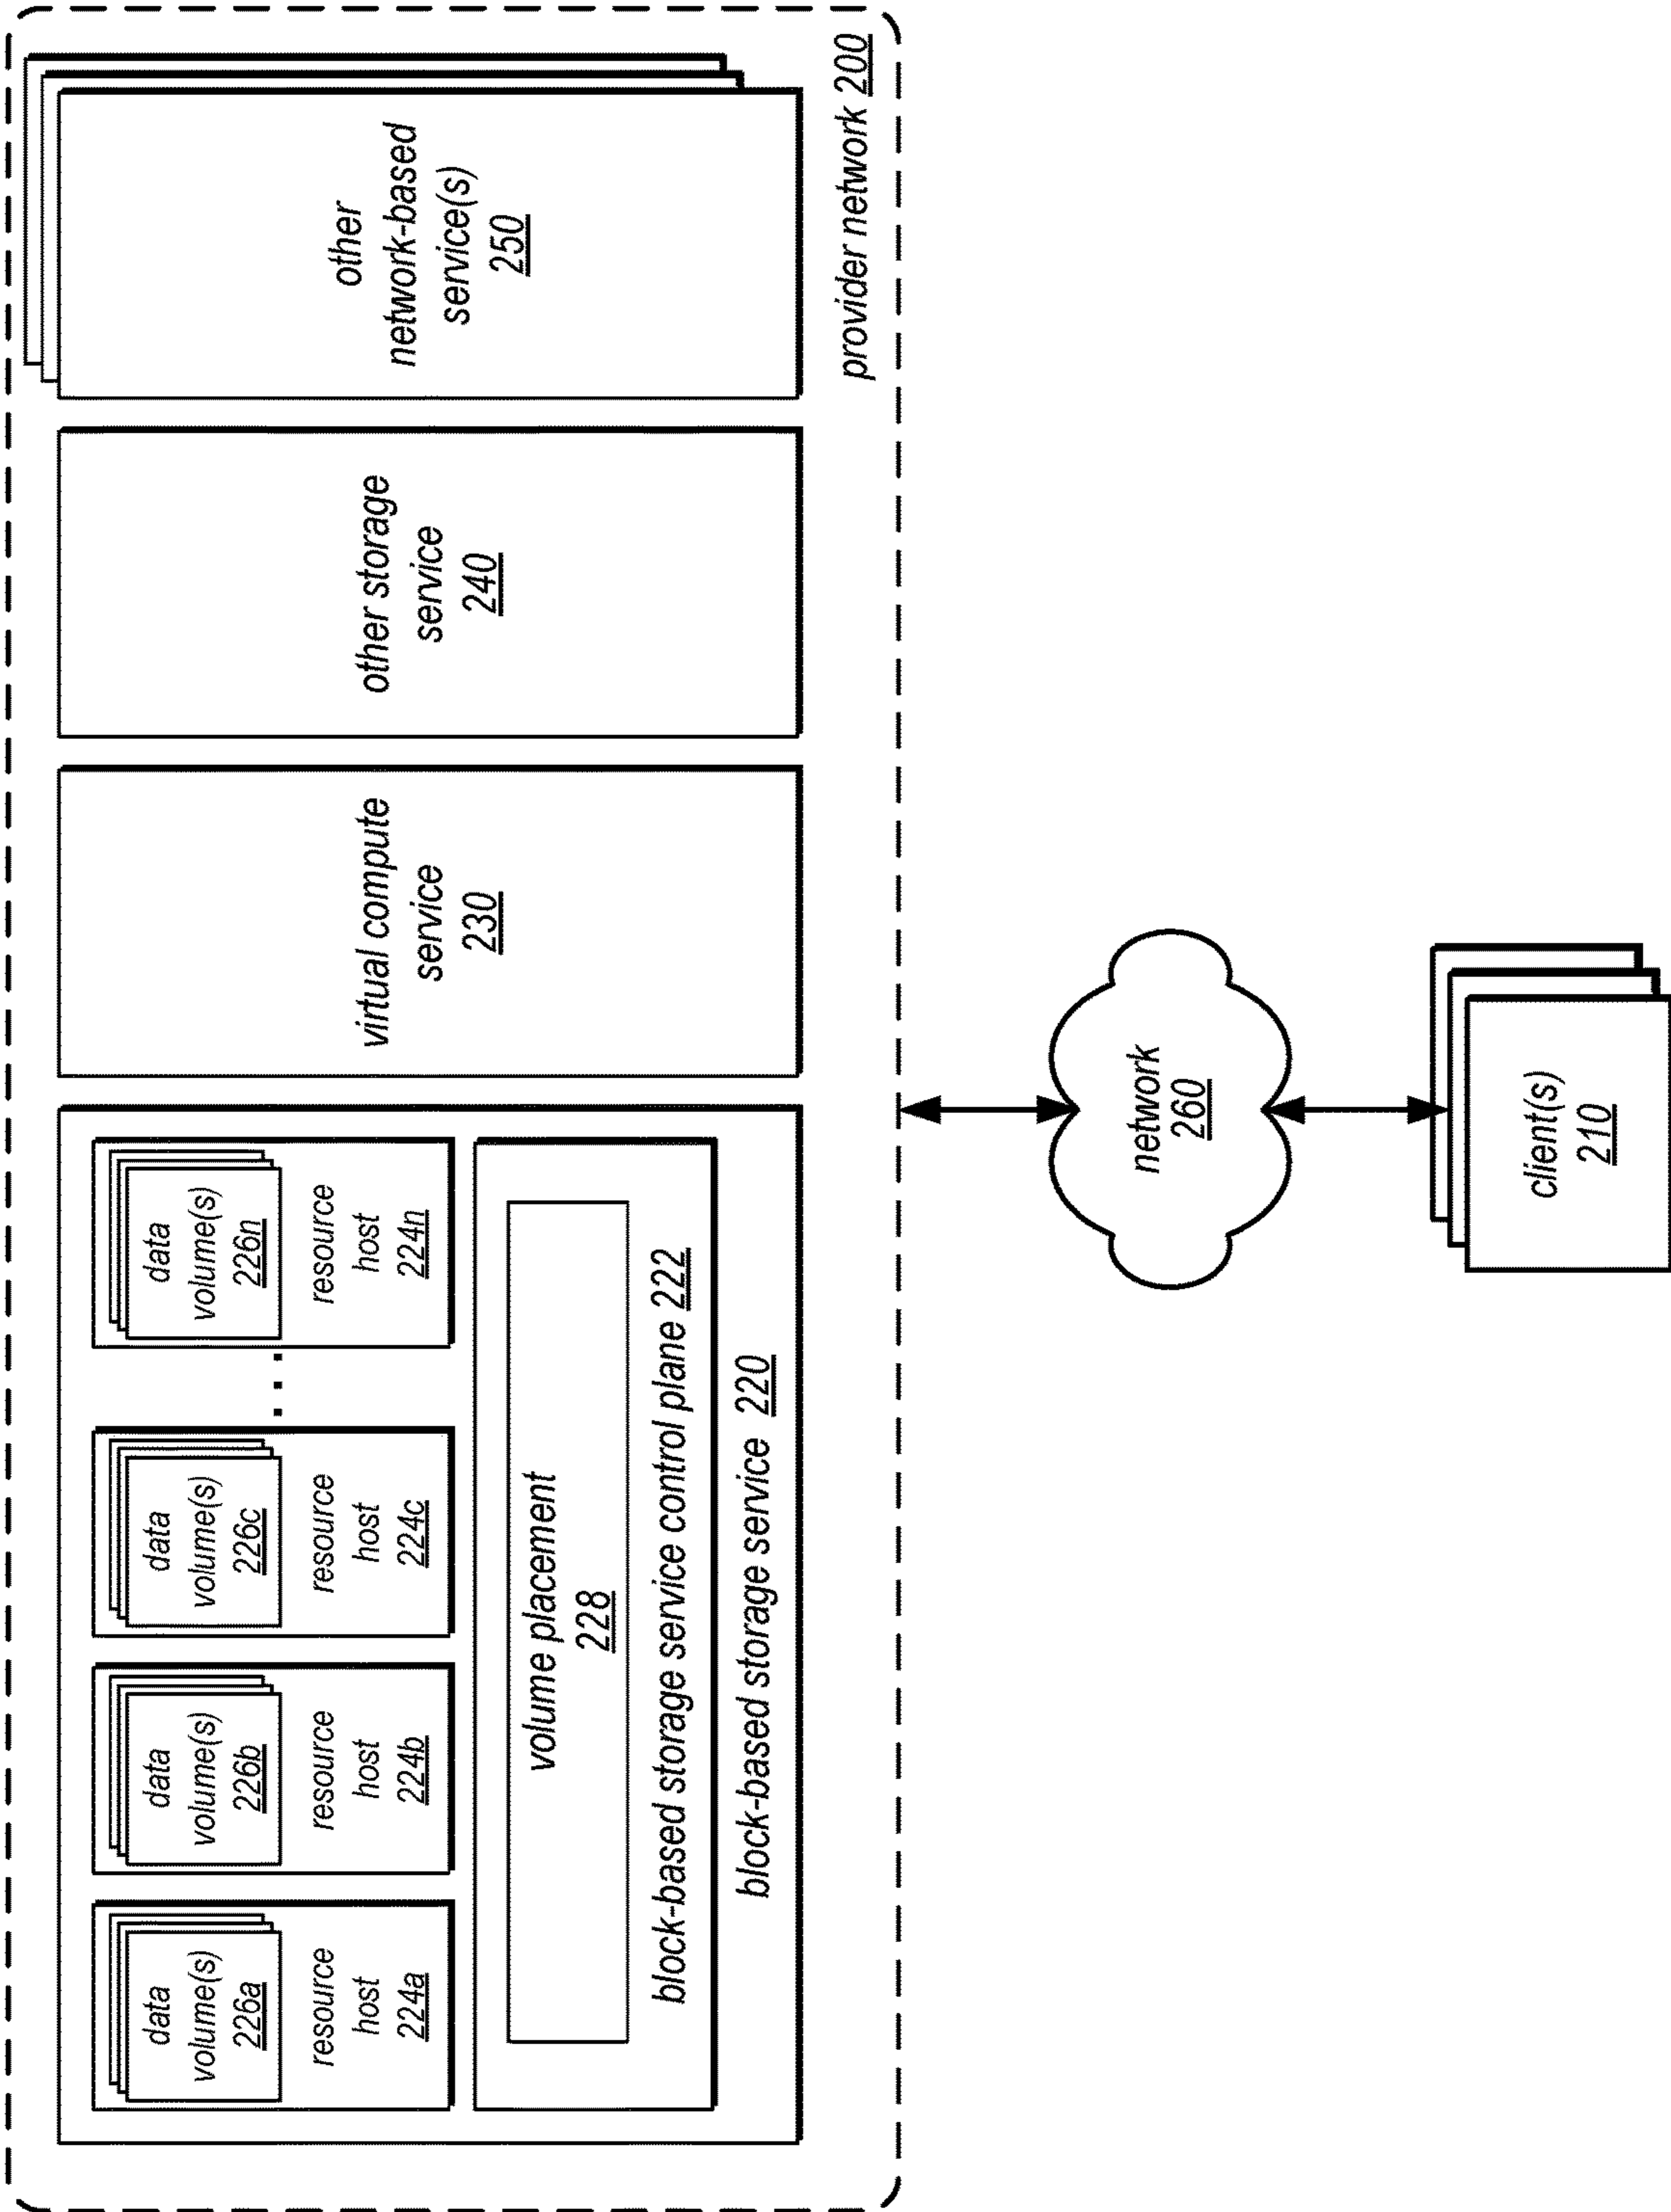 data
volume(s)
226a
resource
host
224a
data
volume(s)
226b
resource
host
224b
data
volume(s)
226c
resource
host
224c
...
data
volume(s)
226n
resource
host
224n
volume placement
228
block-based storage service control plane 222
block-based storage service 220
virtual compute
service
230
other storage
service
240
other
network-based
service(s)
250
provider network 200
network
260
client(s)
210